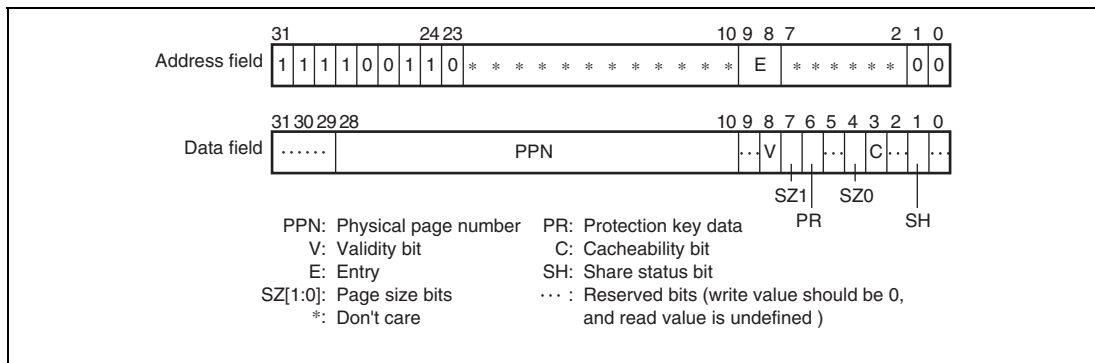 31 24 23 10 9 8 7 2 1 0
Address field 1 1 1 1 0 0 1 1 0 * * * * * * * * * * * * * E * * * * * * 0 0
31 30 29 28 10 9 8 7 6 5 4 3 2 1 0
Data field ······ PPN ··· V ··· C ··· ···
SZ1 SZ0
PR SH
PPN: Physical page number PR: Protection key data
V: Validity bit C: Cacheability bit
E: Entry SH: Share status bit
SZ[1:0]: Page size bits ··· : Reserved bits (write value should be 0,
*: Don't care and read value is undefined )